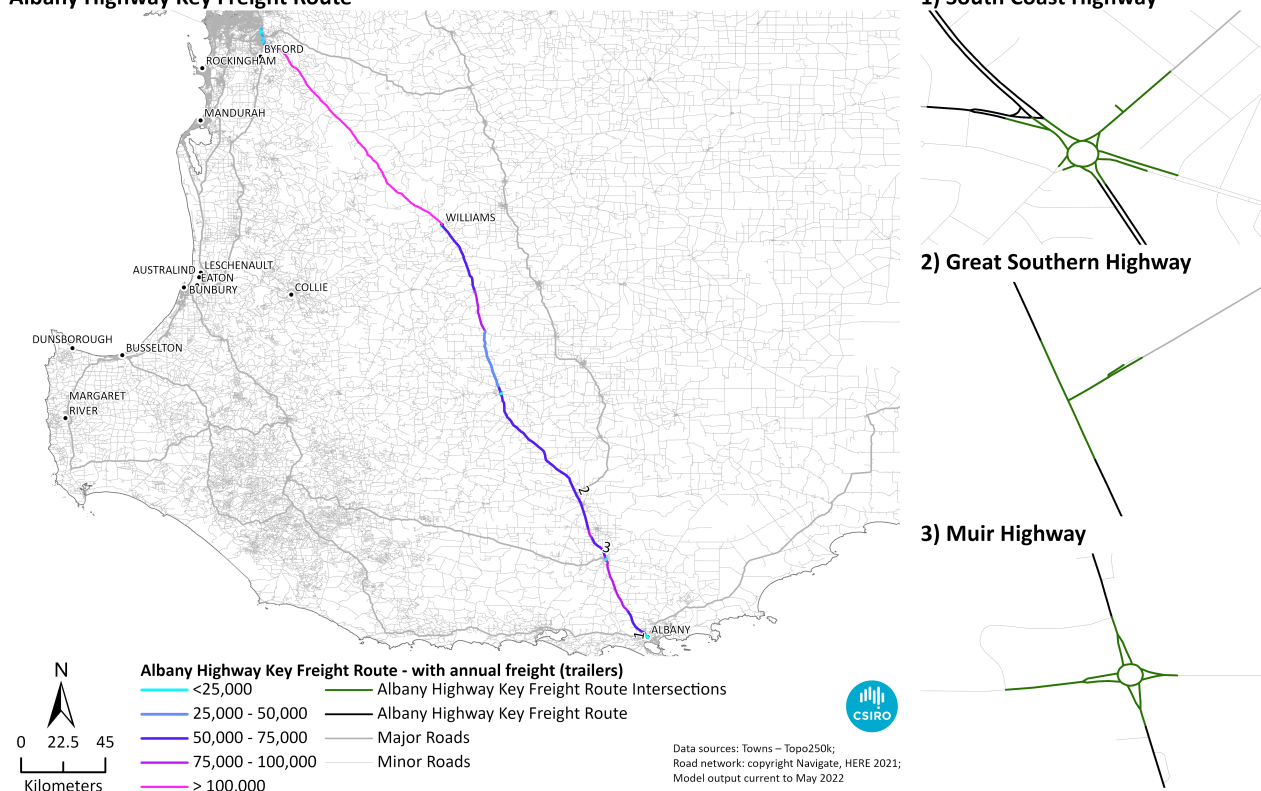 Albany Highway Key Freight Route
1) South Coast Highway
BYFORD
ROCKINGHAM
MANDURAH
WILLIAMS
AUSTRALIND
LESCHENAULT
EATON
BUNBURY
COLLIE
2) Great Southern Highway
DUNSBOROUGH
BUSSELTON
MARGARET
RIVER
2
3
3) Muir Highway
1
ALBANY
N
0 22.5 45
Kilometers
Albany Highway Key Freight Route - with annual freight (trailers)
<25,000
25,000 - 50,000
50,000 - 75,000
75,000 - 100,000
> 100,000
Albany Highway Key Freight Route Intersections
Albany Highway Key Freight Route
Major Roads
Minor Roads
CSIRO
Data sources: Towns – Topo250k;
Road network: copyright Navigate, HERE 2021;
Model output current to May 2022